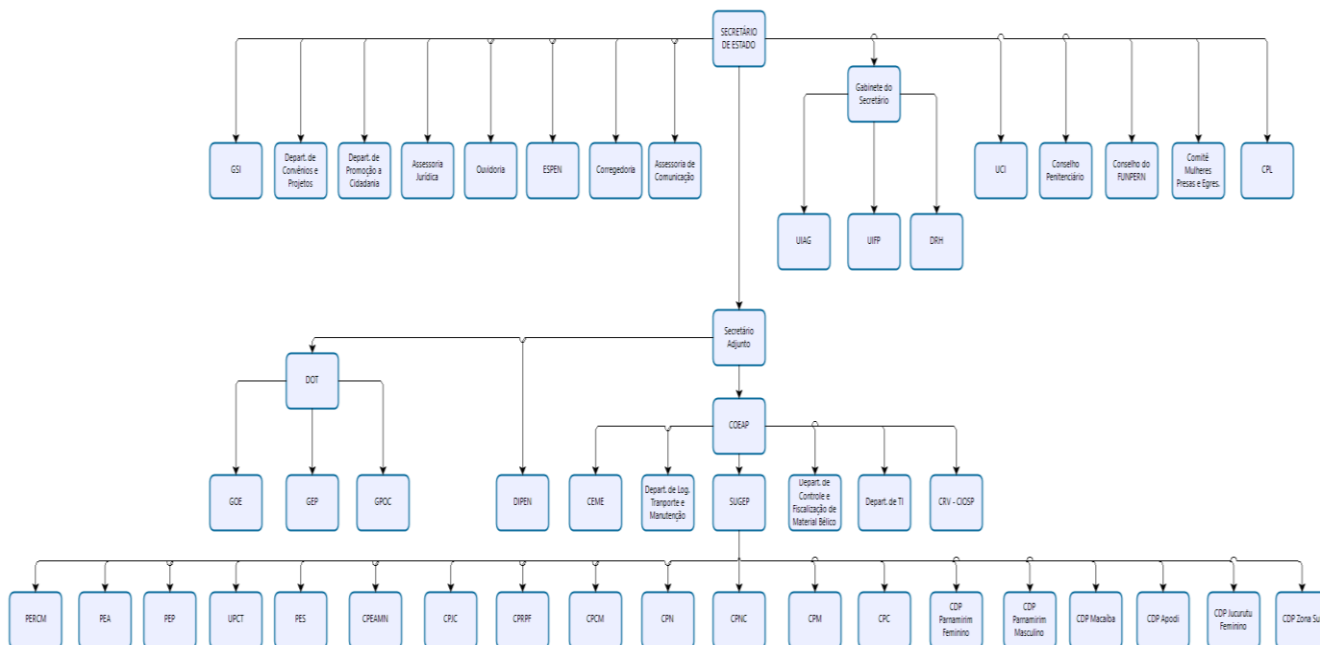 SECRETÁRIO
DE ESTADO
Gabinete do
Secretário
GSI
Depart. de
Convênios e
Projetos
Depart. de
Promoção a
Cidadania
Assessoria
Jurídica
Ouvidoria
ESPEN
Corregedoria
Assessoria de
Comunicação
UCI
Conselho
Penitenciário
Conselho do
FUNPERN
Comitê
Mulheres
Presas e Egres.
CPL
UIAG
UIFP
DRH
Secretário
Adjunto
DOT
COEAP
GOE
GEP
GPOC
DIPEN
CEME
Depart. de Log.
Tranporte e
Manutenção
SUGEP
Depart. de
Controle e
Fiscalização de
Material Bélico
Depart. de TI
CRV - CIOSP
PERCM
PEA
PEP
UPCT
PES
CPEAMN
CPJC
CPRPF
CPCM
CPN
CPNC
CPM
CPC
CDP
Parnamirim
Feminino
CDP
Parnamirim
Masculino
CDP Macaíba
CDP Apodi
CDP Jucurutu
Feminino
CDP Zona Su